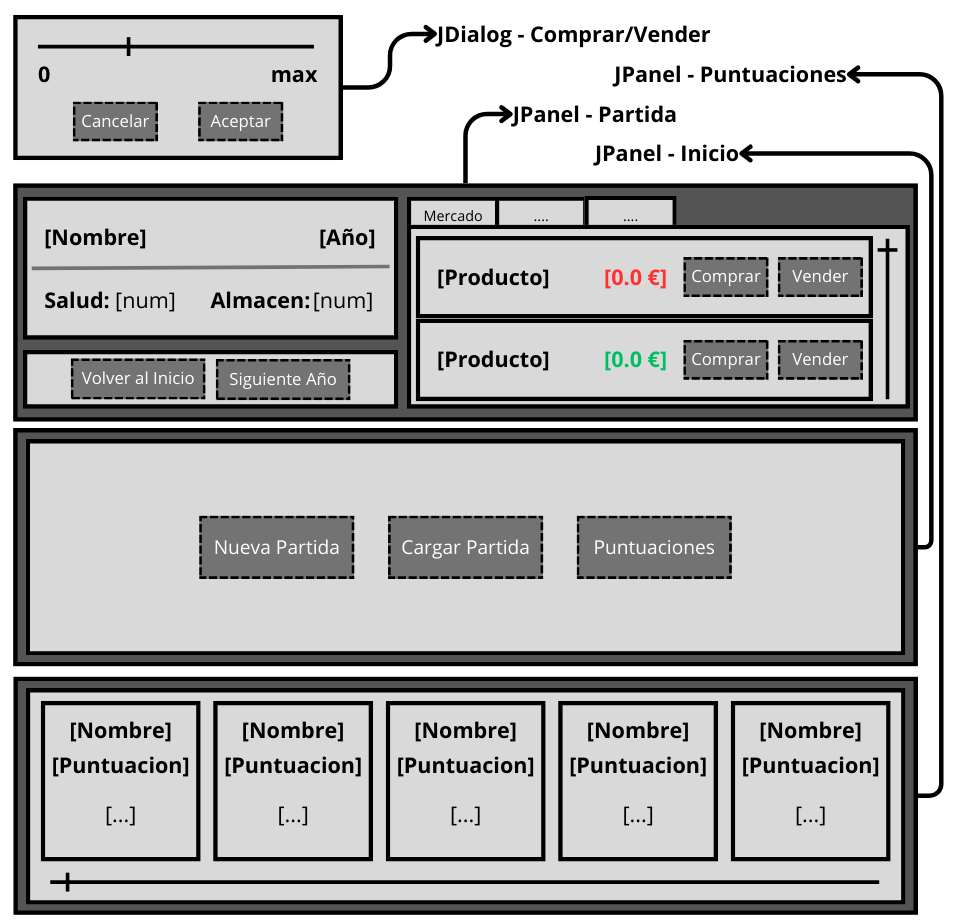 JDialog - Comprar/Vender
0 max
Cancelar Aceptar
JPanel - Puntuaciones
JPanel - Partida
JPanel - Inicio
[Nombre] [Año]
Salud: [num] Almacen: [num]
Volver al Inicio Siguiente Año
Mercado .... ....
[Producto] [0.0 €] Comprar Vender
[Producto] [0.0 €] Comprar Vender
Nueva Partida Cargar Partida Puntuaciones
[Nombre] [Nombre] [Nombre] [Nombre] [Nombre]
[Puntuacion] [Puntuacion] [Puntuacion] [Puntuacion] [Puntuacion]
[...] [...] [...] [...] [...]